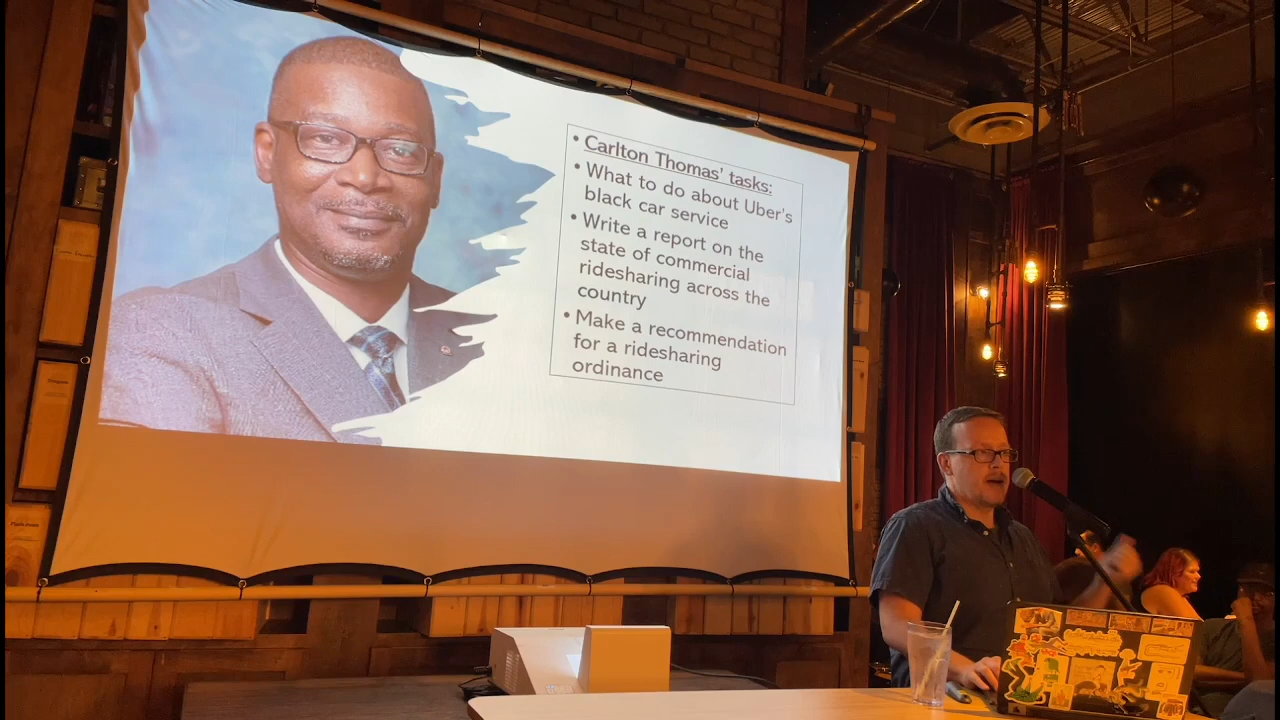 • Carlton Thomas' tasks:
• What to do about Uber's
black car service
• Write a report on the
state of commercial
ridesharing across the
country
• Make a recommendation
for a ridesharing
ordinance